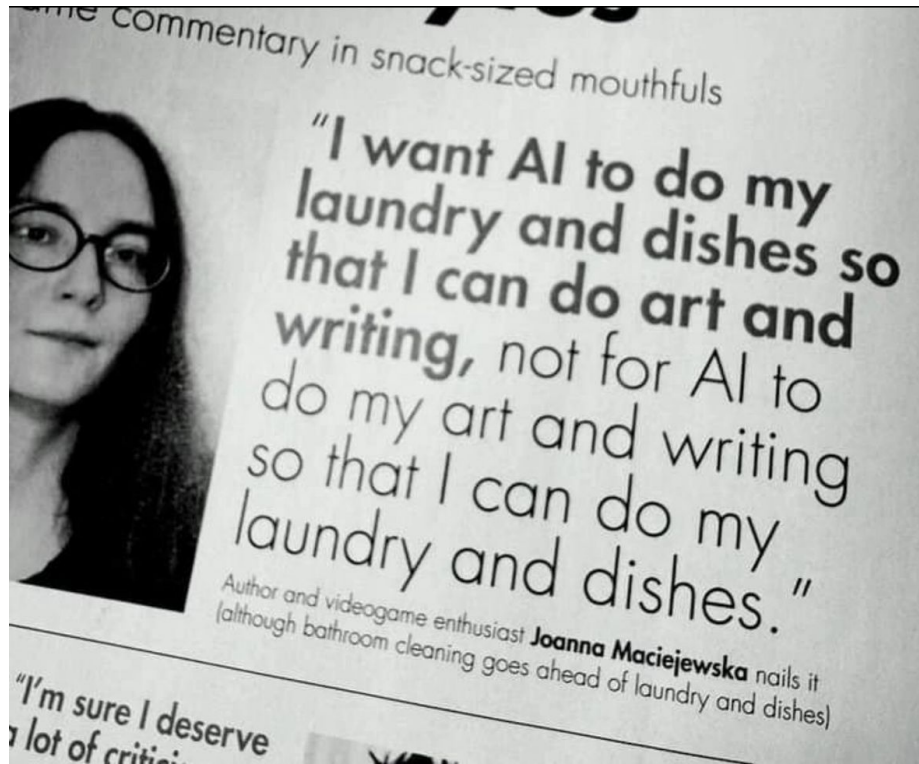 commentary in snack-sized mouthfuls
“I want AI to do my
laundry and dishes so
that I can do art and
writing, not for AI to
do my art and writing
so that I can do my
laundry and dishes.”
Author and videogame enthusiast Joanna Maciejewska nails it
(although bathroom cleaning goes ahead of laundry and dishes)
“I’m sure I deserve
a lot of